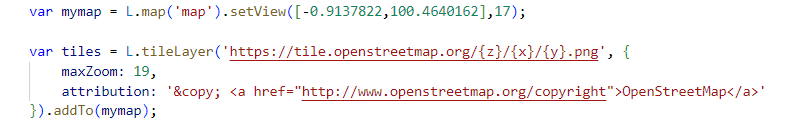 var mymap = L.map('map').setView([-0.9137822,100.4640162],17);
var tiles = L.tileLayer('https://tile.openstreetmap.org/{z}/{x}/{y}.png', {
    maxZoom: 19,
    attribution: '&copy; <a href="http://www.openstreetmap.org/copyright">OpenStreetMap</a>'
}).addTo(mymap);